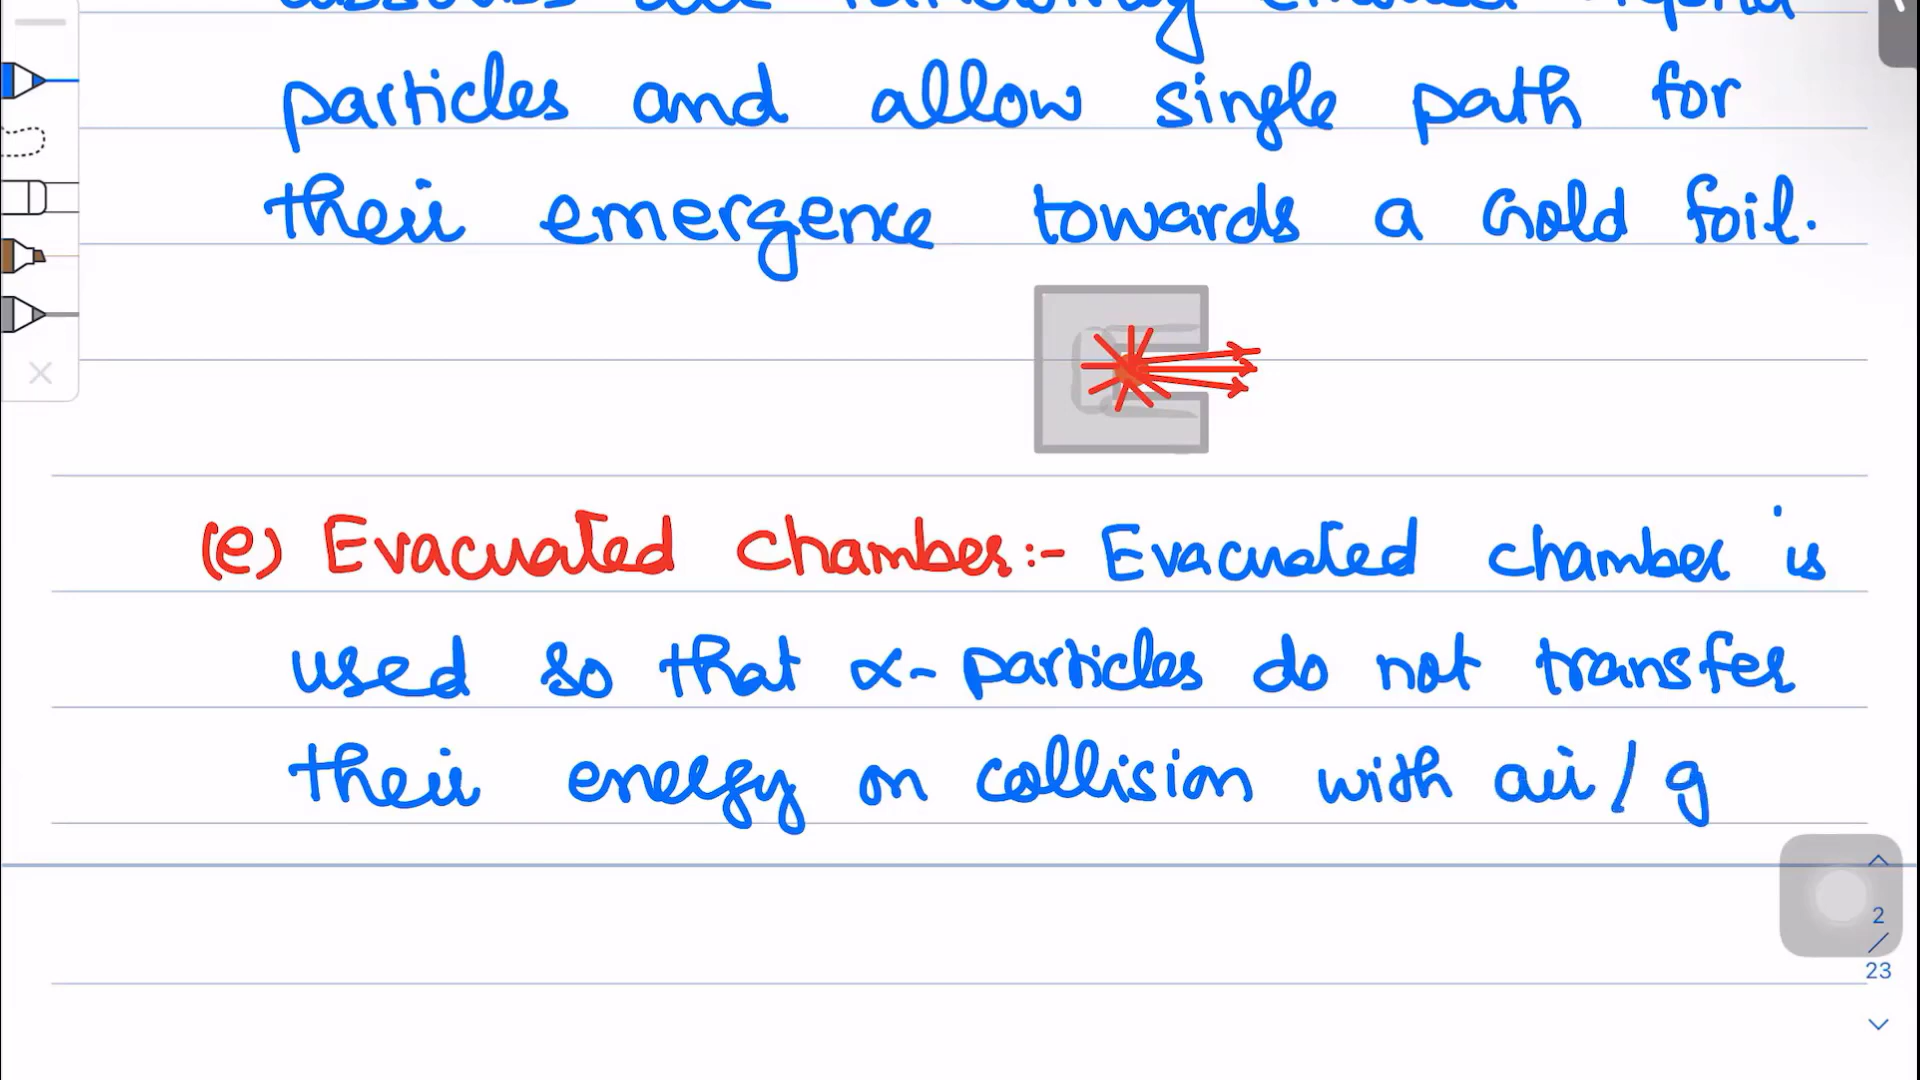 particles and allow single path for
their emergence towards a Gold foil.
(e) Evacuated chamber:- Evacuated chamber is
used so that α- particles do not transfer
their energy on collision with air/ g
2
/
23